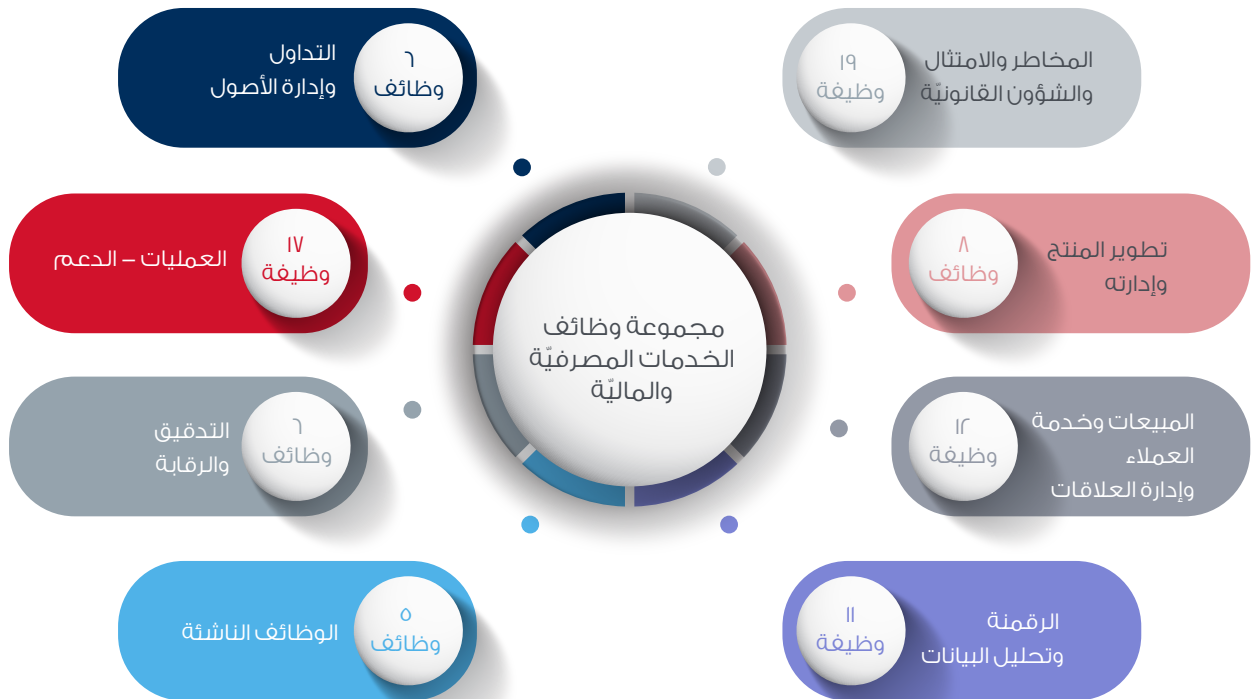 المخاطر والامتثال
والشؤون القانونيّة
١٩
وظيفة
التداول
وإدارة الأصول
٦
وظائف
تطوير المنتج
وإدارته
٨
وظائف
العمليات – الدعم
١٧
وظيفة
مجموعة وظائف
الخدمات المصرفيّة
والماليّة
المبيعات وخدمة
العملاء
وإدارة العلاقات
١٢
وظيفة
التدقيق
والرقابة
٦
وظائف
الرقمنة
وتحليل البيانات
١١
وظيفة
الوظائف الناشئة
٥
وظائف